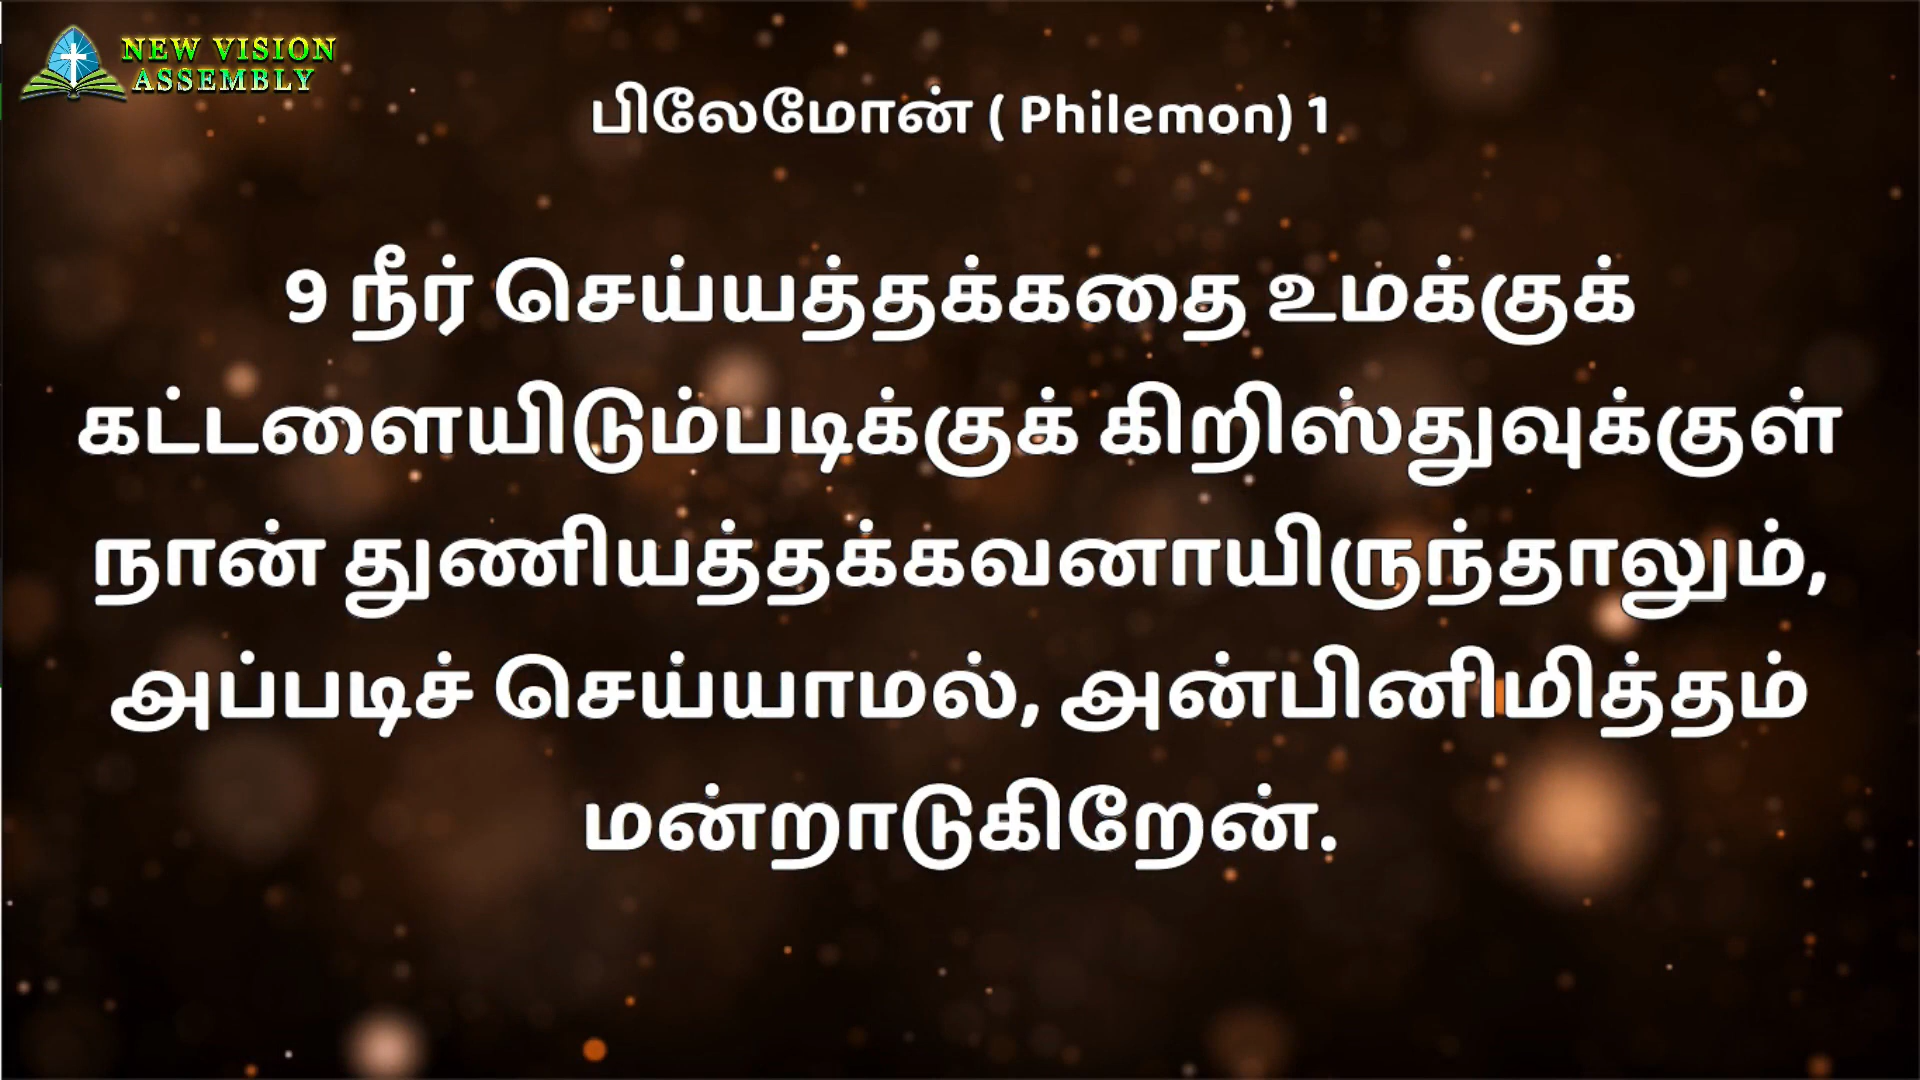 NEW VISION
ASSEMBLY
பிலேமோன் ( Philemon) 1
9 நீர் செய்யத்தக்கதை உமக்குக்
கட்டளையிடும்படிக்குக் கிறிஸ்துவுக்குள்
நான் துணியத்தக்கவனாயிருந்தாலும்,
அப்படிச் செய்யாமல், அன்பினிமித்தம்
மன்றாடுகிறேன்.